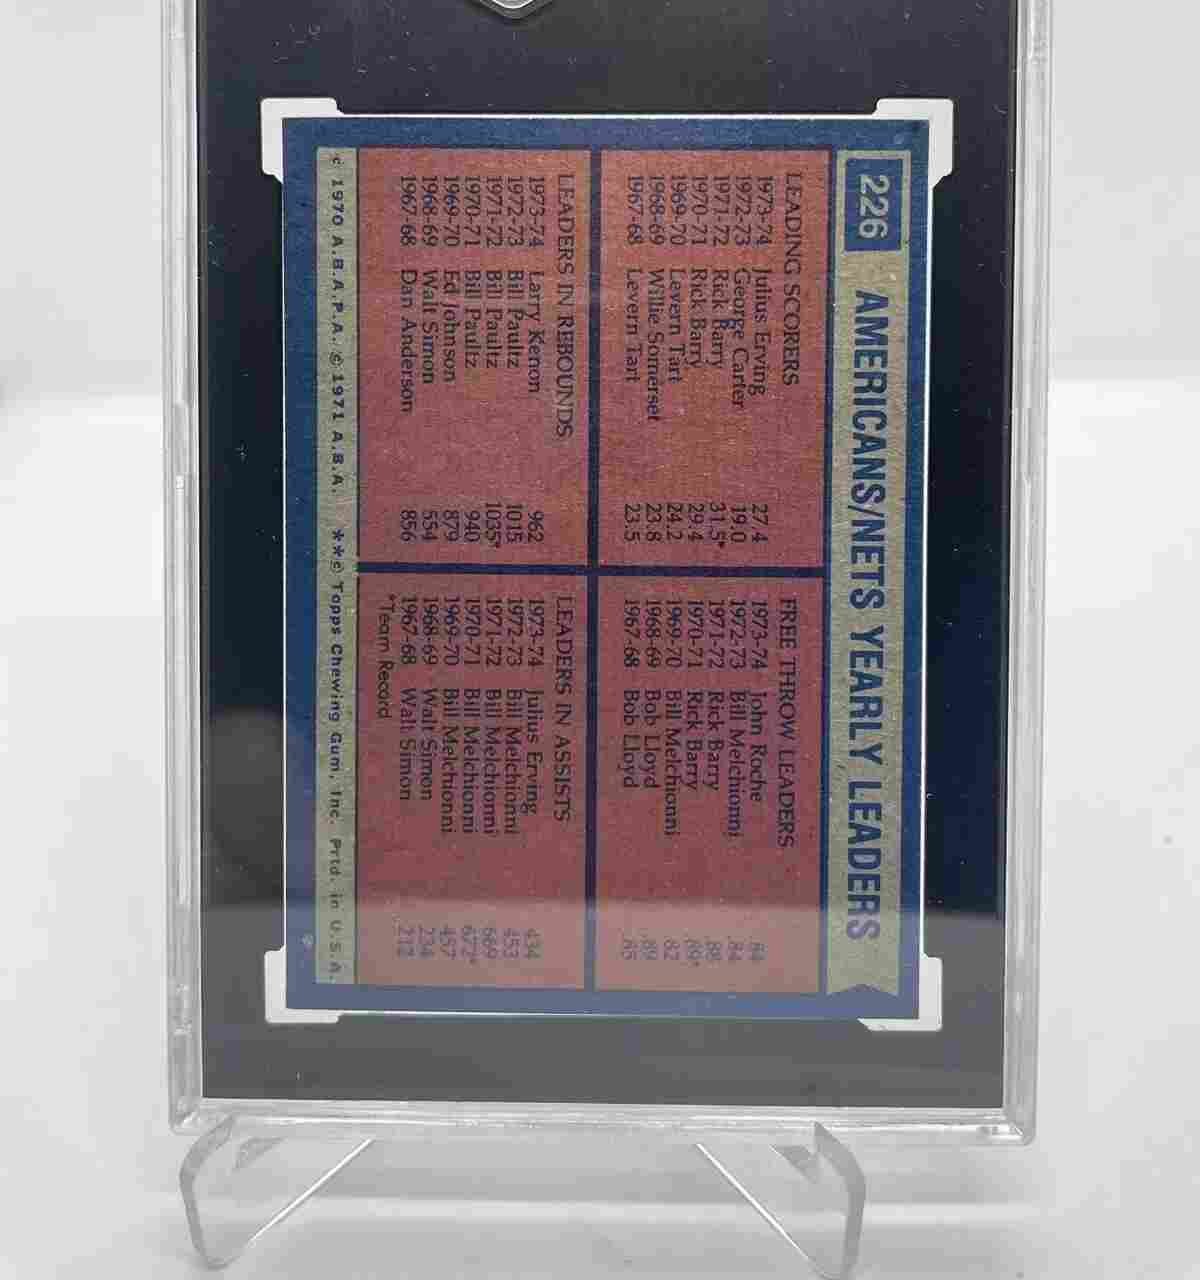 226 AMERICANS/NETS YEARLY LEADERS
LEADING SCORERS
1973-74 Julius Erving 27.4
1972-73 George Carter 19.0
1971-72 Rick Barry 31.5*
1970-71 Rick Barry 29.4
1969-70 Levern Tart 24.2
1968-69 Willie Somerset 23.8
1967-68 Levern Tart 23.5
FREE THROW LEADERS
1973-74 John Roche .84
1972-73 Bill Melchionni .84
1971-72 Rick Barry .88
1970-71 Rick Barry .89*
1969-70 Bill Melchionni .82
1968-69 Bob Lloyd .89
1967-68 Bob Lloyd .85
LEADERS IN REBOUNDS
1973-74 Larry Kenon 962
1972-73 Bill Paultz 1015
1971-72 Bill Paultz 1035*
1970-71 Bill Paultz 940
1969-70 Ed Johnson 879
1968-69 Walt Simon 554
1967-68 Dan Anderson 856
LEADERS IN ASSISTS
1973-74 Julius Erving 434
1972-73 Bill Melchionni 453
1971-72 Bill Melchionni 669
1970-71 Bill Melchionni 672*
1969-70 Bill Melchionni 457
1968-69 Walt Simon 234
1967-68 Walt Simon 212
*Team Record
© 1970 A.B.A.P.A. © 1971 A.B.A. **© Topps Chewing Gum, Inc. Prtd. in U.S.A.